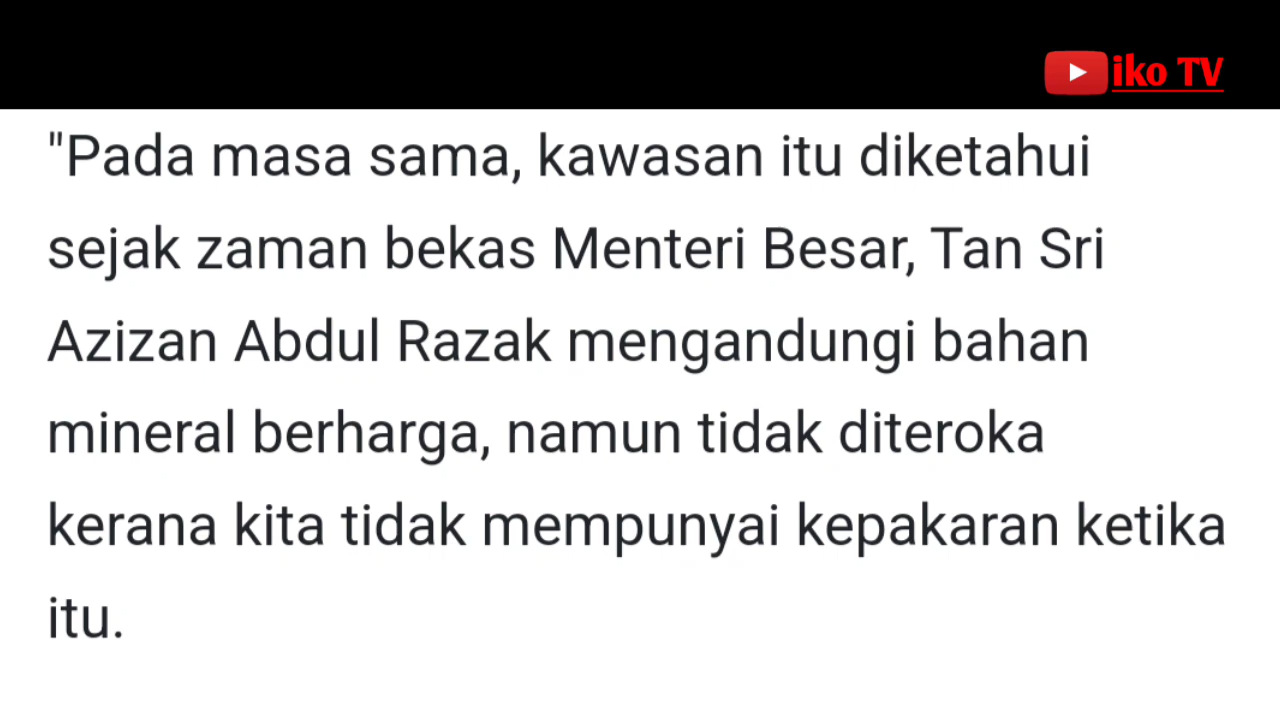 iko TV
"Pada masa sama, kawasan itu diketahui
sejak zaman bekas Menteri Besar, Tan Sri
Azizan Abdul Razak mengandungi bahan
mineral berharga, namun tidak diteroka
kerana kita tidak mempunyai kepakaran ketika
itu.